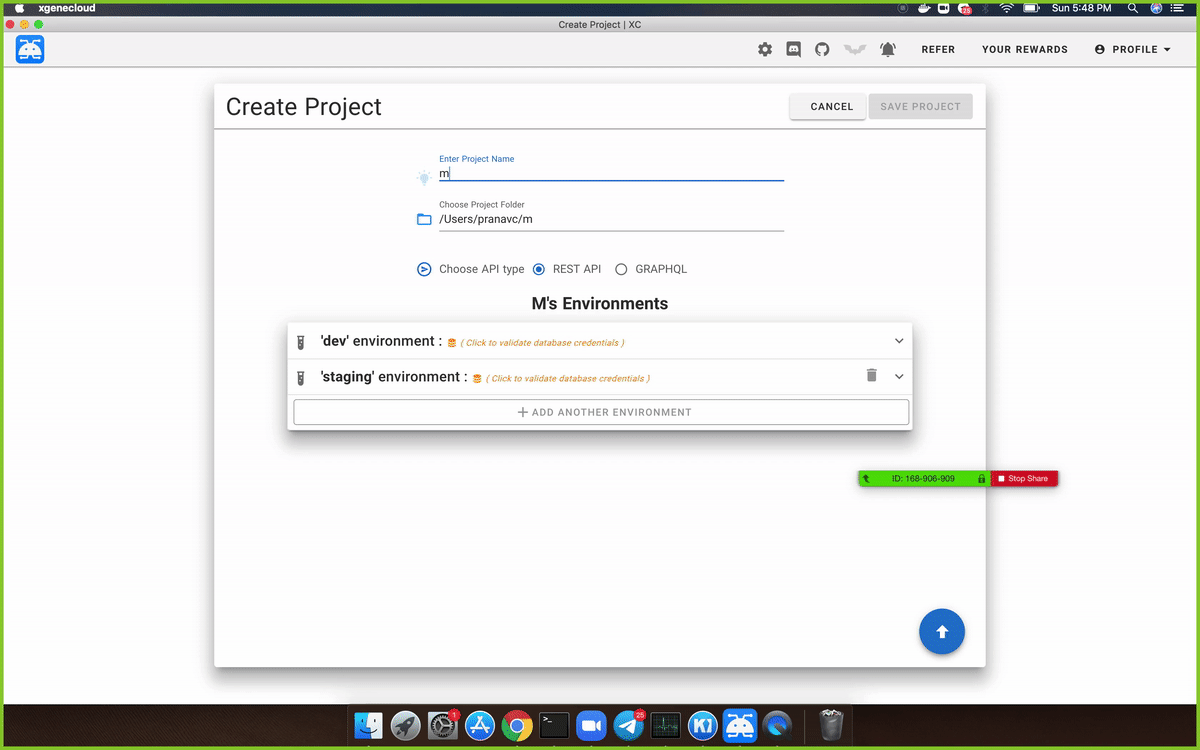 xgenecloud
Sun 5:48 PM
Create Project | XC
REFER
YOUR REWARDS
PROFILE
Create Project
CANCEL
SAVE PROJECT
Enter Project Name
m
Choose Project Folder
/Users/pranavc/m
Choose API type
REST API
GRAPHQL
M's Environments
'dev' environment : ( Click to validate database credentials )
'staging' environment : ( Click to validate database credentials )
ADD ANOTHER ENVIRONMENT
ID: 168-906-909
Stop Share
1
25